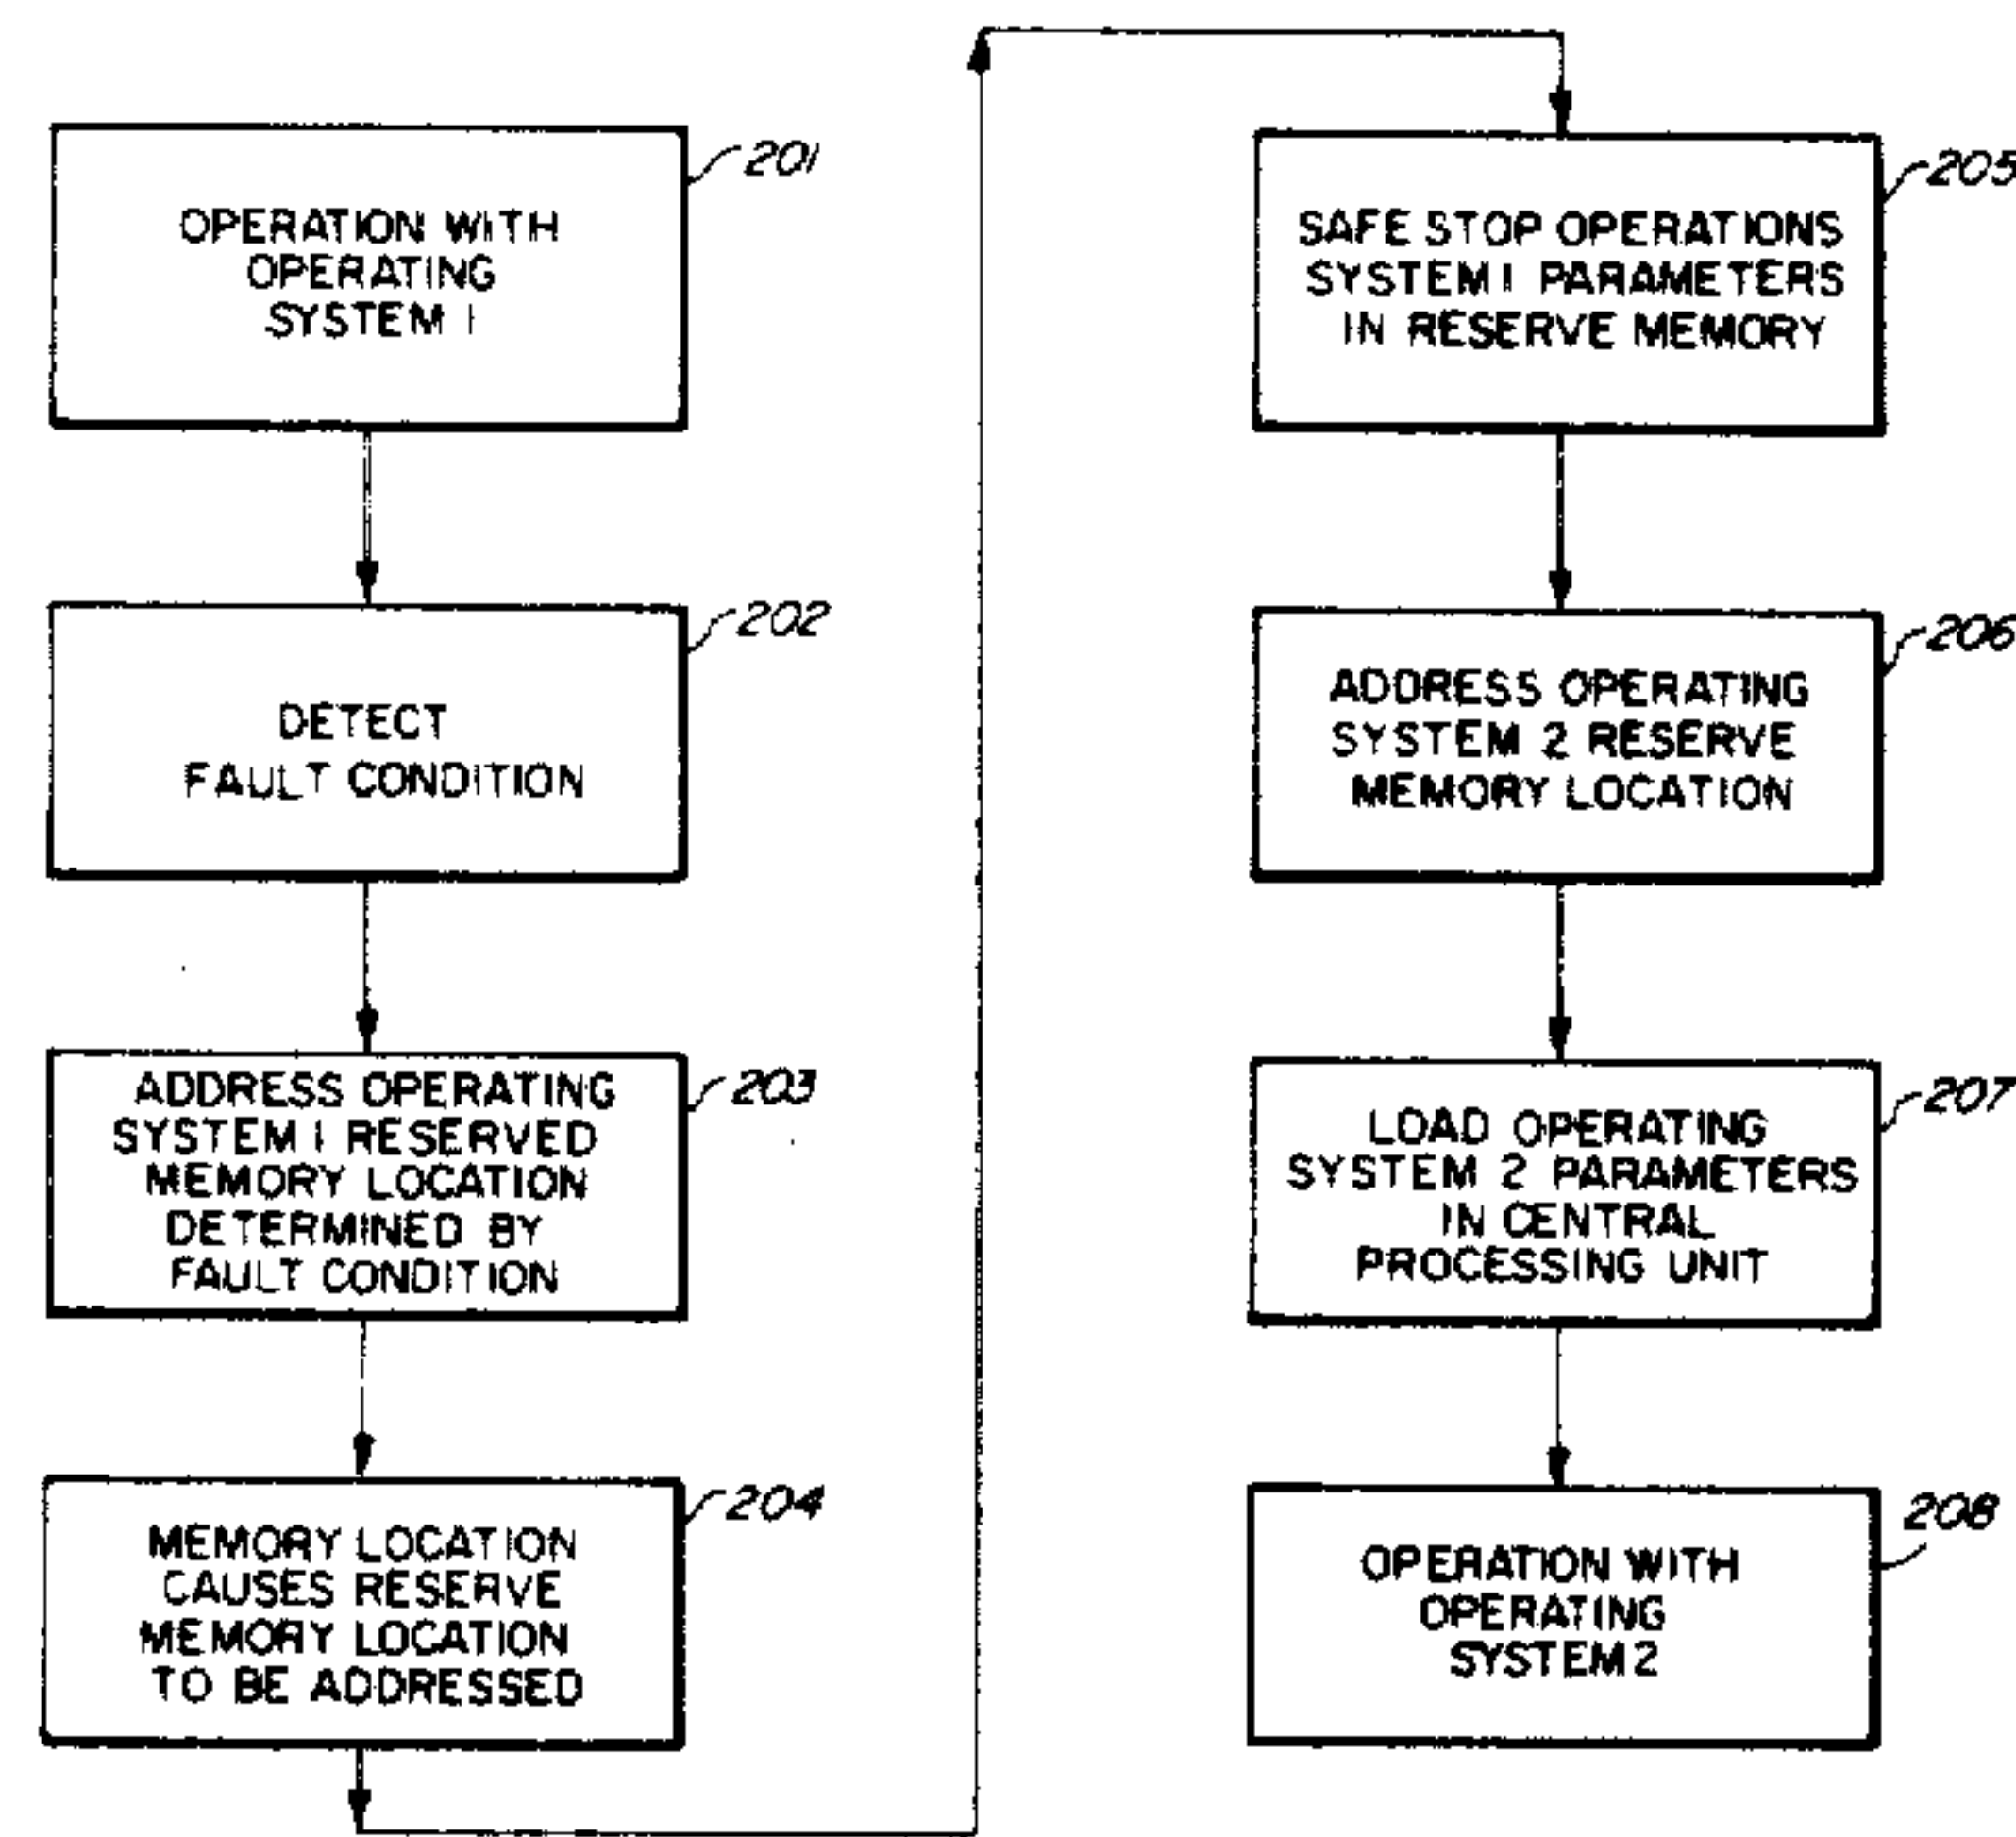 201
OPERATION WITH
OPERATING
SYSTEM 1
202
DETECT
FAULT CONDITION
203
ADDRESS OPERATING
SYSTEM 1 RESERVED
MEMORY LOCATION
DETERMINED BY
FAULT CONDITION
204
MEMORY LOCATION
CAUSES RESERVE
MEMORY LOCATION
TO BE ADDRESSED
205
SAFE STOP OPERATIONS
SYSTEM 1 PARAMETERS
IN RESERVE MEMORY
206
ADDRESS OPERATING
SYSTEM 2 RESERVE
MEMORY LOCATION
207
LOAD OPERATING
SYSTEM 2 PARAMETERS
IN CENTRAL
PROCESSING UNIT
208
OPERATION WITH
OPERATING
SYSTEM 2